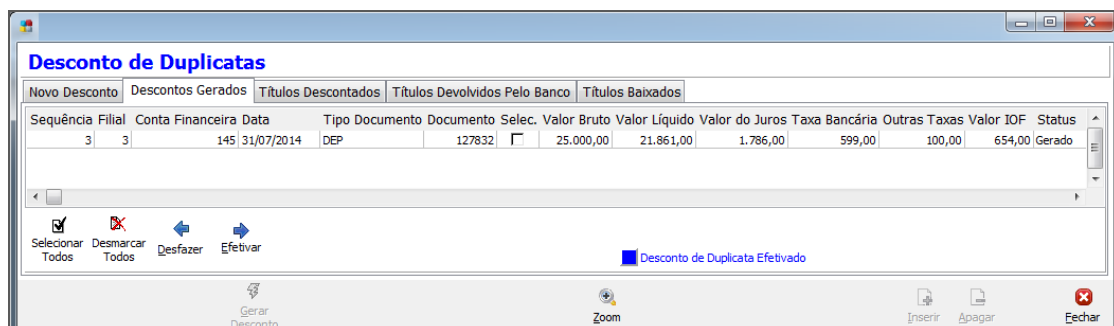 Desconto de Duplicatas
Novo Desconto Descontos Gerados Títulos Descontados Títulos Devolvidos Pelo Banco Títulos Baixados
Sequência Filial Conta Financeira Data Tipo Documento Documento Selec. Valor Bruto Valor Líquido Valor do Juros Taxa Bancária Outras Taxas Valor IOF Status
3 3 145 31/07/2014 DEP 127832 25.000,00 21.861,00 1.786,00 599,00 100,00 654,00 Gerado
Selecionar Todos Desmarcar Todos Desfazer Efetivar
Desconto de Duplicata Efetivado
Gerar Desconto Zoom Inserir Apagar Fechar